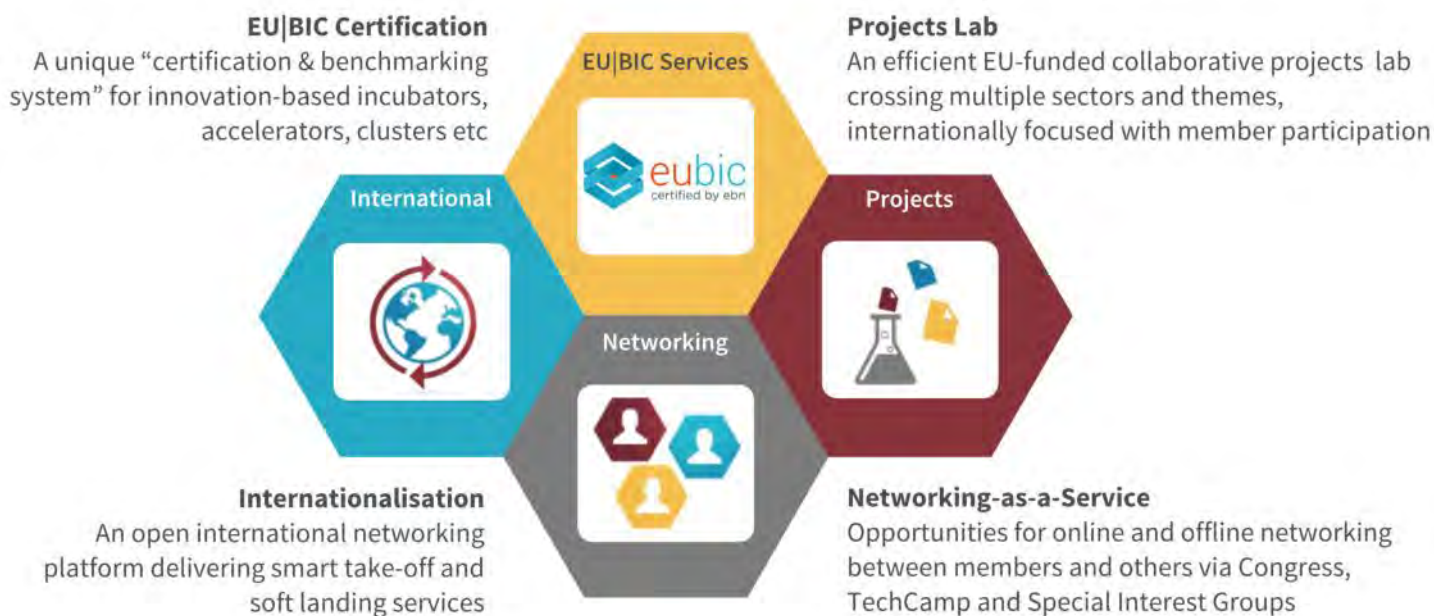 EU|BIC Certification
A unique “certification & benchmarking
system” for innovation-based incubators,
accelerators, clusters etc
EU|BIC Services
eubic
certified by ebn
Projects Lab
An efficient EU-funded collaborative projects lab
crossing multiple sectors and themes,
internationally focused with member participation
International
Projects
Networking
Internationalisation
An open international networking
platform delivering smart take-off and
soft landing services
Networking-as-a-Service
Opportunities for online and offline networking
between members and others via Congress,
TechCamp and Special Interest Groups